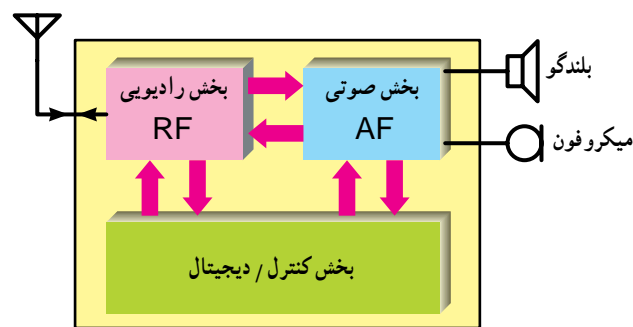 بخش رادیویی
RF
بخش صوتی
AF
بلندگو
میکروفون
بخش کنترل / دیجیتال